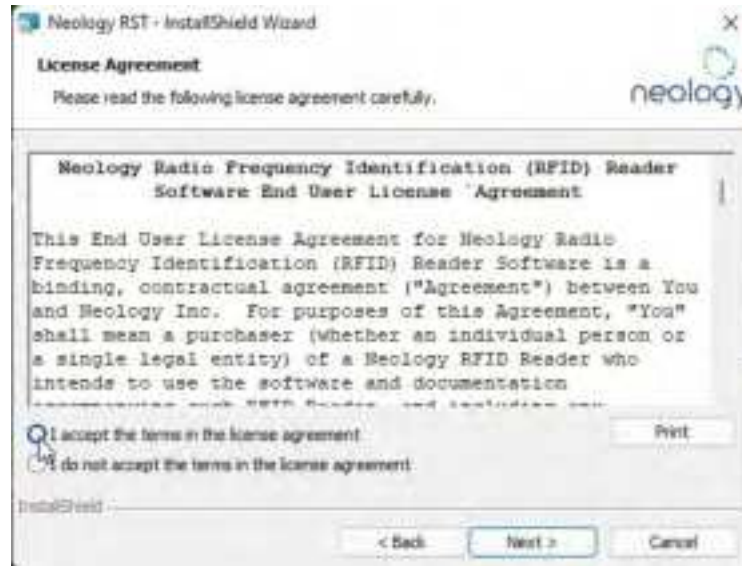 Neology RST - InstallShield Wizard
License Agreement
Please read the following license agreement carefully.
neology
Neology Radio Frequency Identification (RFID) Reader
Software End User License `Agreement
This End User License Agreement for Neology Radio
Frequency Identification (RFID) Reader Software is a
binding, contractual agreement ("Agreement") between You
and Neology Inc.  For purposes of this Agreement, "You"
shall mean a purchaser (whether an individual person or
a single legal entity) of a Neology RFID Reader who
intends to use the software and documentation
I accept the terms in the license agreement
Print
I do not accept the terms in the license agreement
InstallShield
< Back
Next >
Cancel